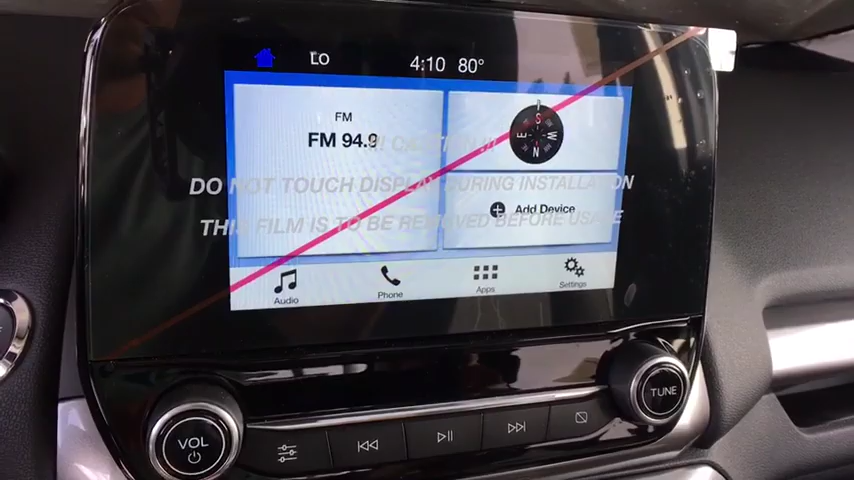 LO 4:10 80°
FM
FM 94.9
!!! CAUTION !!!
S
E W
N
DO NOT TOUCH DISPLAY DURING INSTALLATION
Add Device
THIS FILM IS TO BE REMOVED BEFORE USAGE
Audio Phone Apps Settings
VOL
TUNE